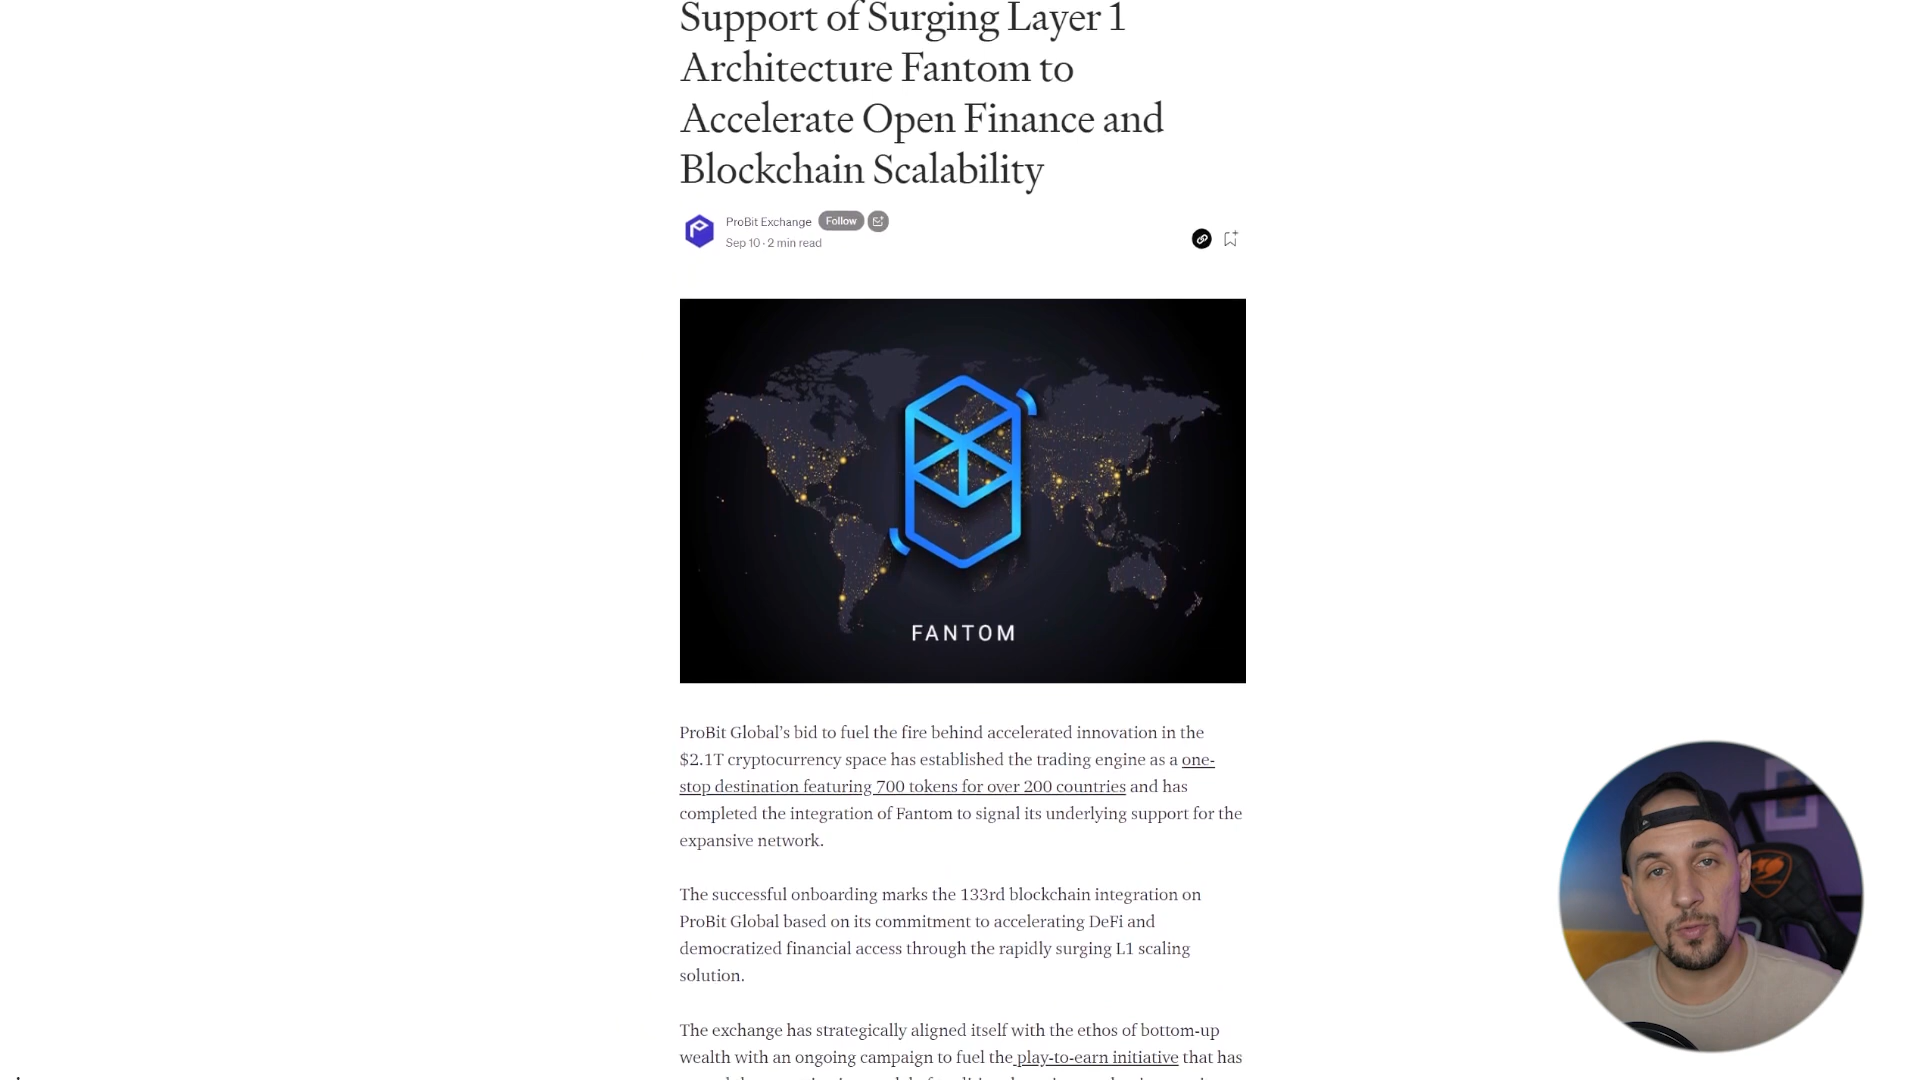 Support of Surging Layer 1
Architecture Fantom to
Accelerate Open Finance and
Blockchain Scalability
ProBit Exchange Follow
Sep 10 · 2 min read
FANTOM
ProBit Global’s bid to fuel the fire behind accelerated innovation in the
$2.1T cryptocurrency space has established the trading engine as a one-
stop destination featuring 700 tokens for over 200 countries and has
completed the integration of Fantom to signal its underlying support for the
expansive network.
The successful onboarding marks the 133rd blockchain integration on
ProBit Global based on its commitment to accelerating DeFi and
democratized financial access through the rapidly surging L1 scaling
solution.
The exchange has strategically aligned itself with the ethos of bottom-up
wealth with an ongoing campaign to fuel the play-to-earn initiative that has